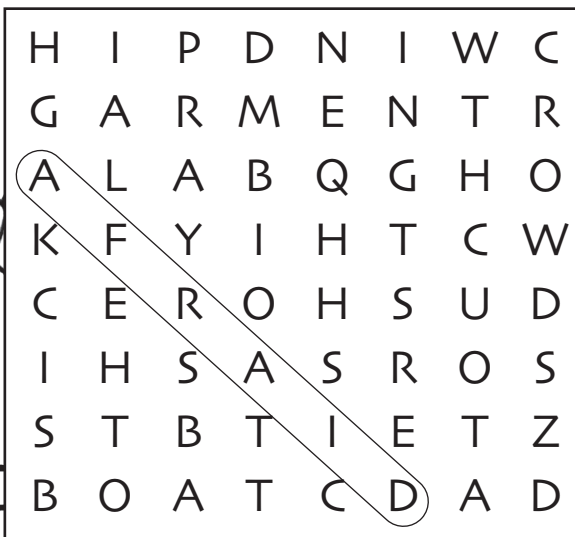 H I P D N I W C
G A R M E N T R
A L A B Q G H O
K F Y I H T C W
C E R O H S U D
I H S A S R O S
S T B T I E T Z
B O A T C D A D